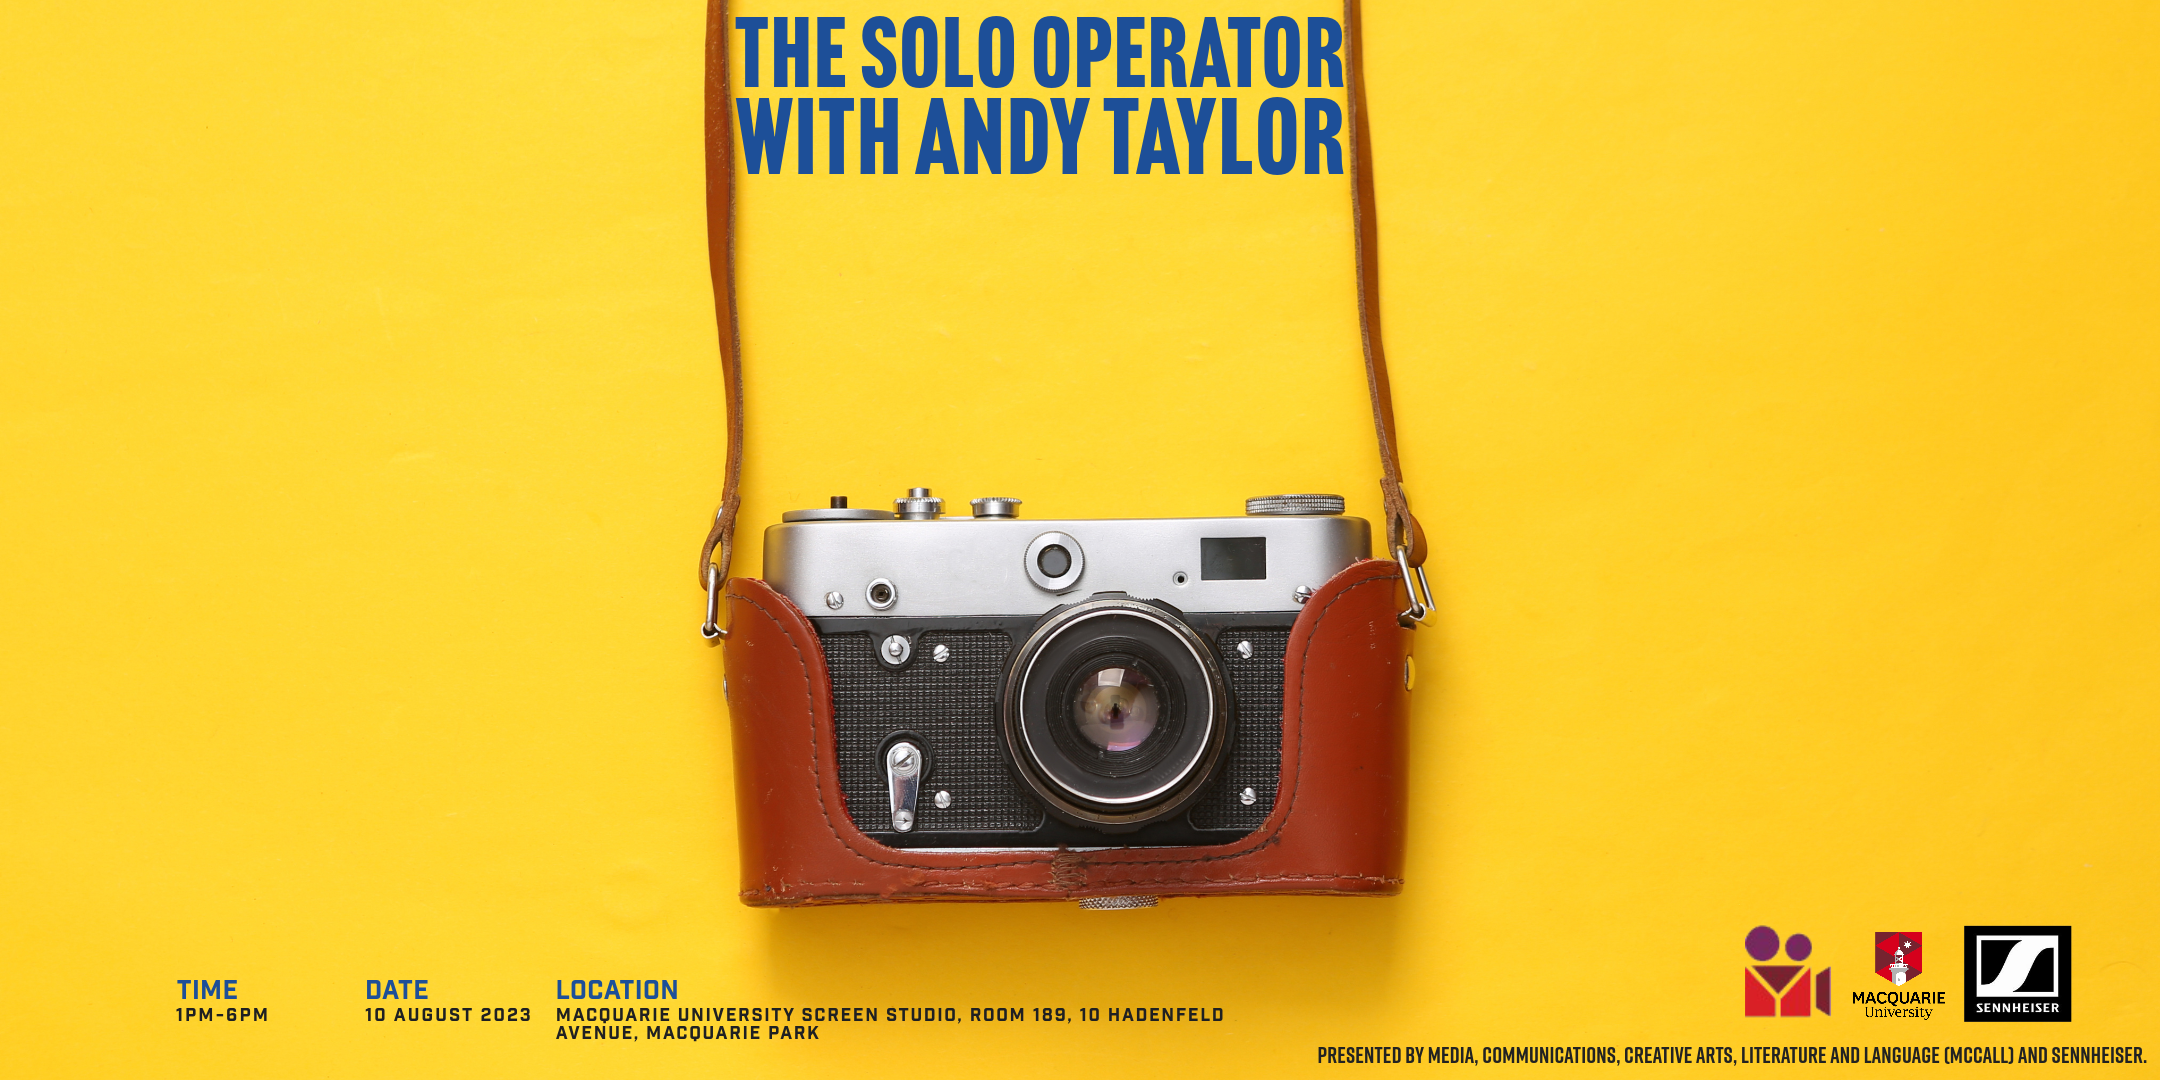 THE SOLO OPERATOR
WITH ANDY TAYLOR
TIME
1PM-6PM
DATE
10 AUGUST 2023
LOCATION
MACQUARIE UNIVERSITY SCREEN STUDIO, ROOM 189, 10 HADENFELD
AVENUE, MACQUARIE PARK
MACQUARIE
University
SENNHEISER
PRESENTED BY MEDIA, COMMUNICATIONS, CREATIVE ARTS, LITERATURE AND LANGUAGE (MCCALL) AND SENNHEISER.